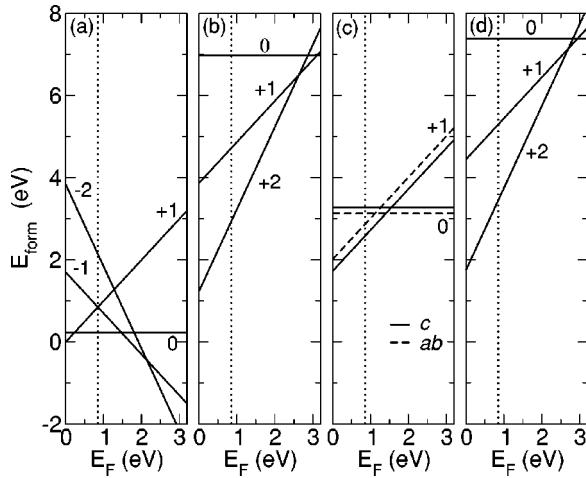 8
6
4
2
0
-2
E_form (eV)
(a)
-2
+1
-1
0
0 1 2 3
E_F (eV)
(b)
0
+1
+2
0 1 2 3
E_F (eV)
(c)
+1
0
c
ab
0 1 2 3
E_F (eV)
(d)
0
+1
+2
0 1 2 3
E_F (eV)